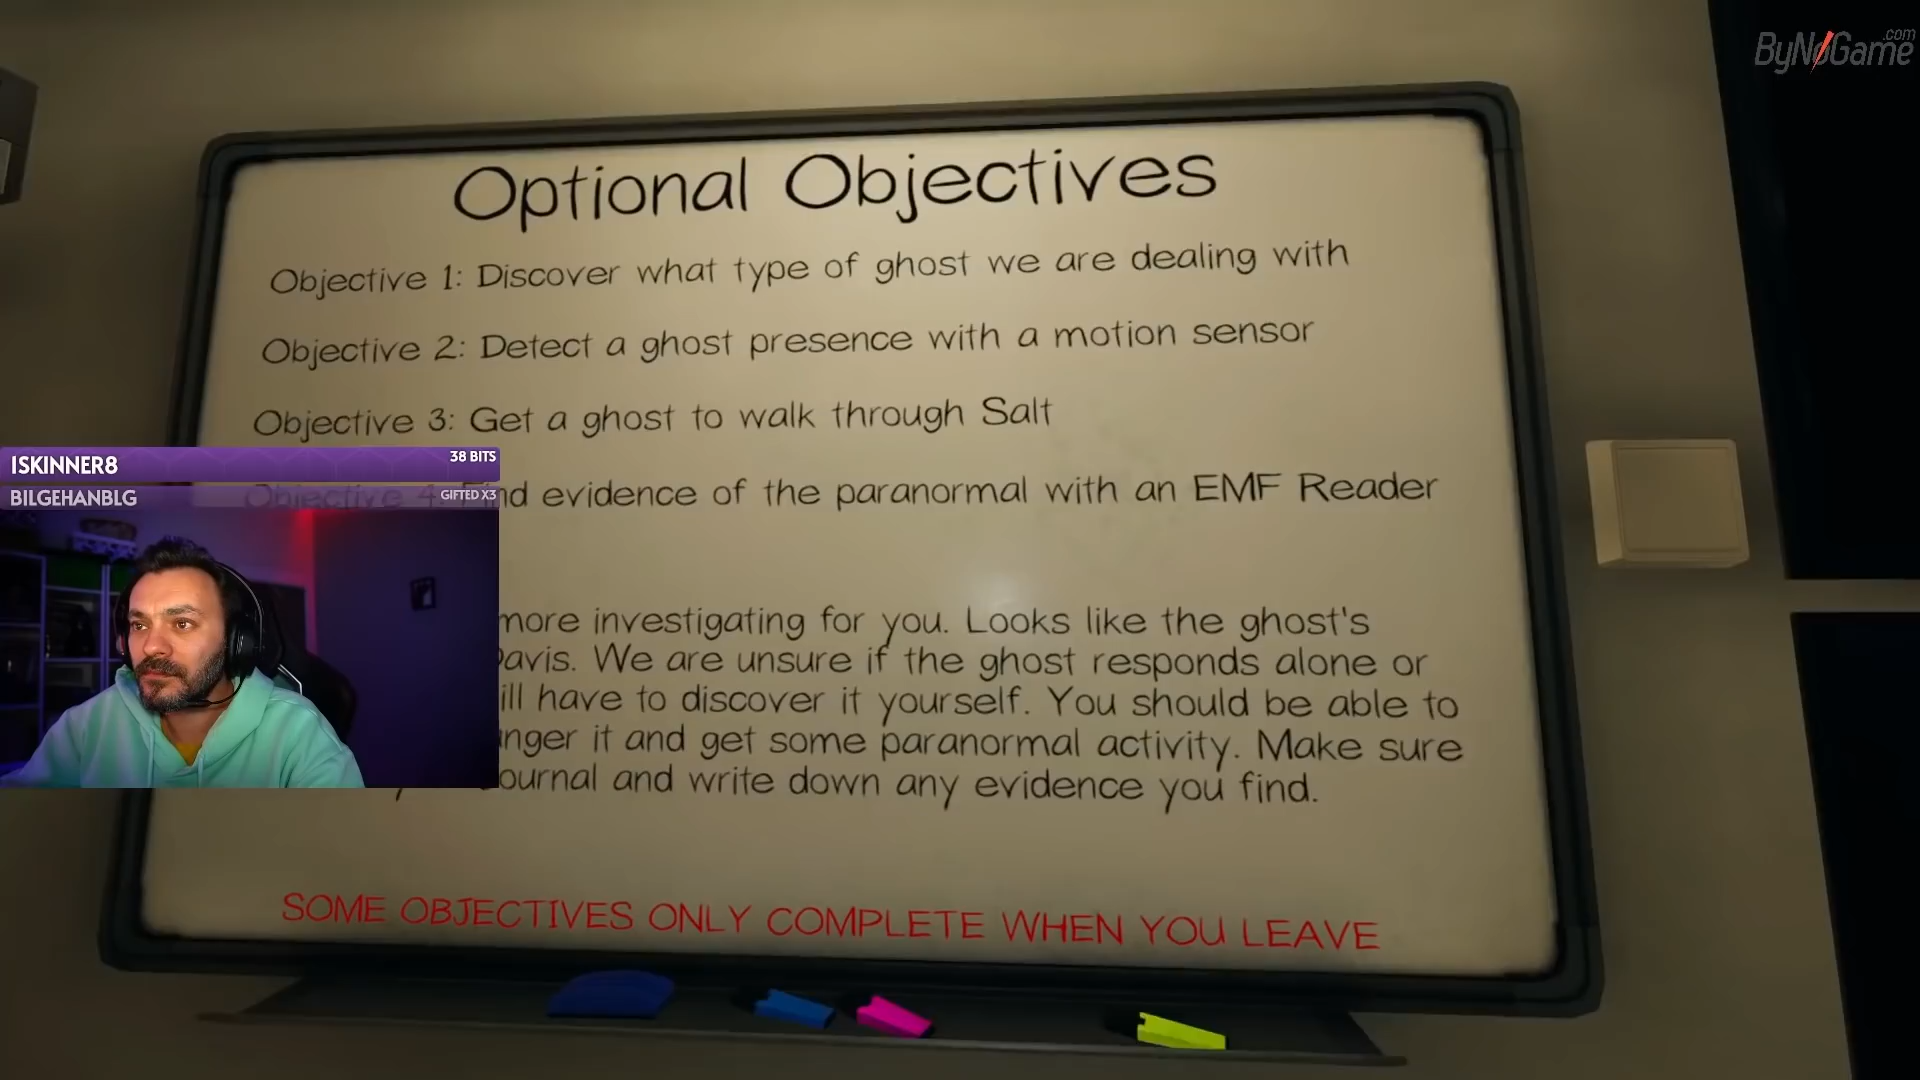 ByNoGame.com
Optional Objectives
Objective 1: Discover what type of ghost we are dealing with
Objective 2: Detect a ghost presence with a motion sensor
Objective 3: Get a ghost to walk through Salt
ISKINNER8 38 BITS
BILGEHANBLG GIFTED X3
Objective 4: Find evidence of the paranormal with an EMF Reader
more investigating for you. Looks like the ghost's
Davis. We are unsure if the ghost responds alone or
ill have to discover it yourself. You should be able to
nger it and get some paranormal activity. Make sure
ournal and write down any evidence you find.
SOME OBJECTIVES ONLY COMPLETE WHEN YOU LEAVE